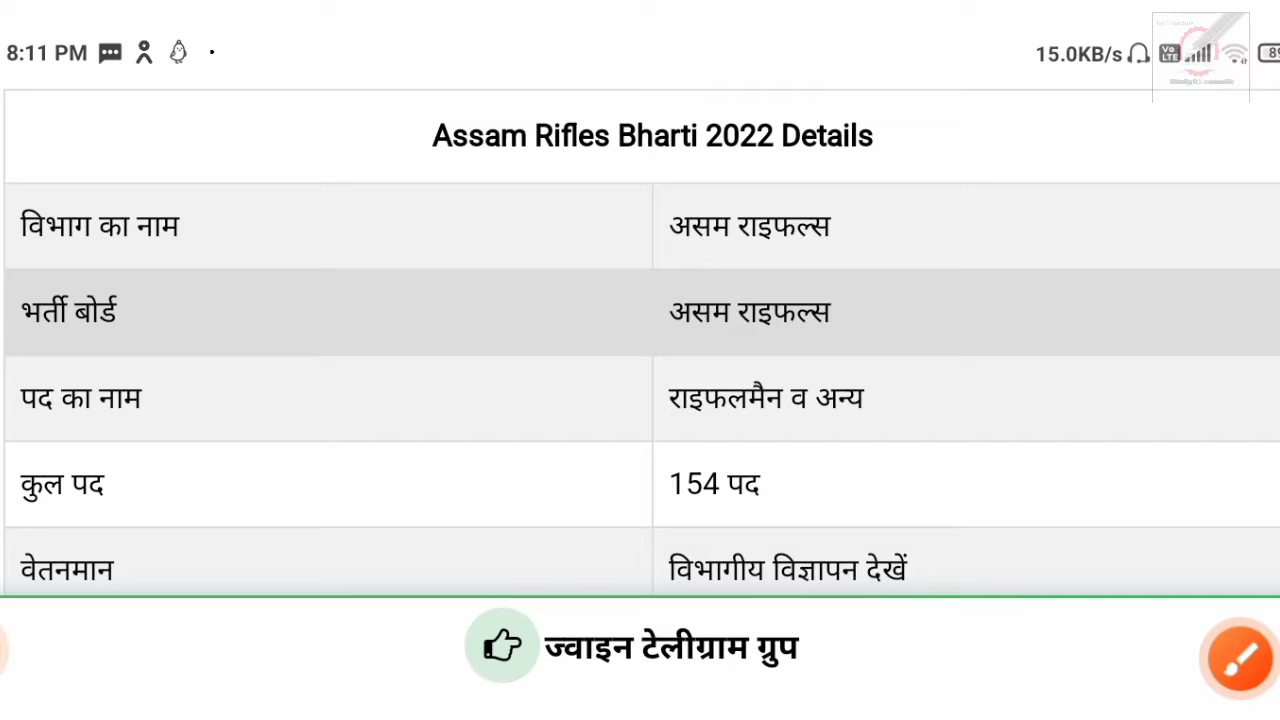 8:11 PM 15.0KB/s
Assam Rifles Bharti 2022 Details
विभाग का नाम असम राइफल्स
भर्ती बोर्ड असम राइफल्स
पद का नाम राइफलमैन व अन्य
कुल पद 154 पद
वेतनमान विभागीय विज्ञापन देखें
ज्वाइन टेलीग्राम ग्रुप